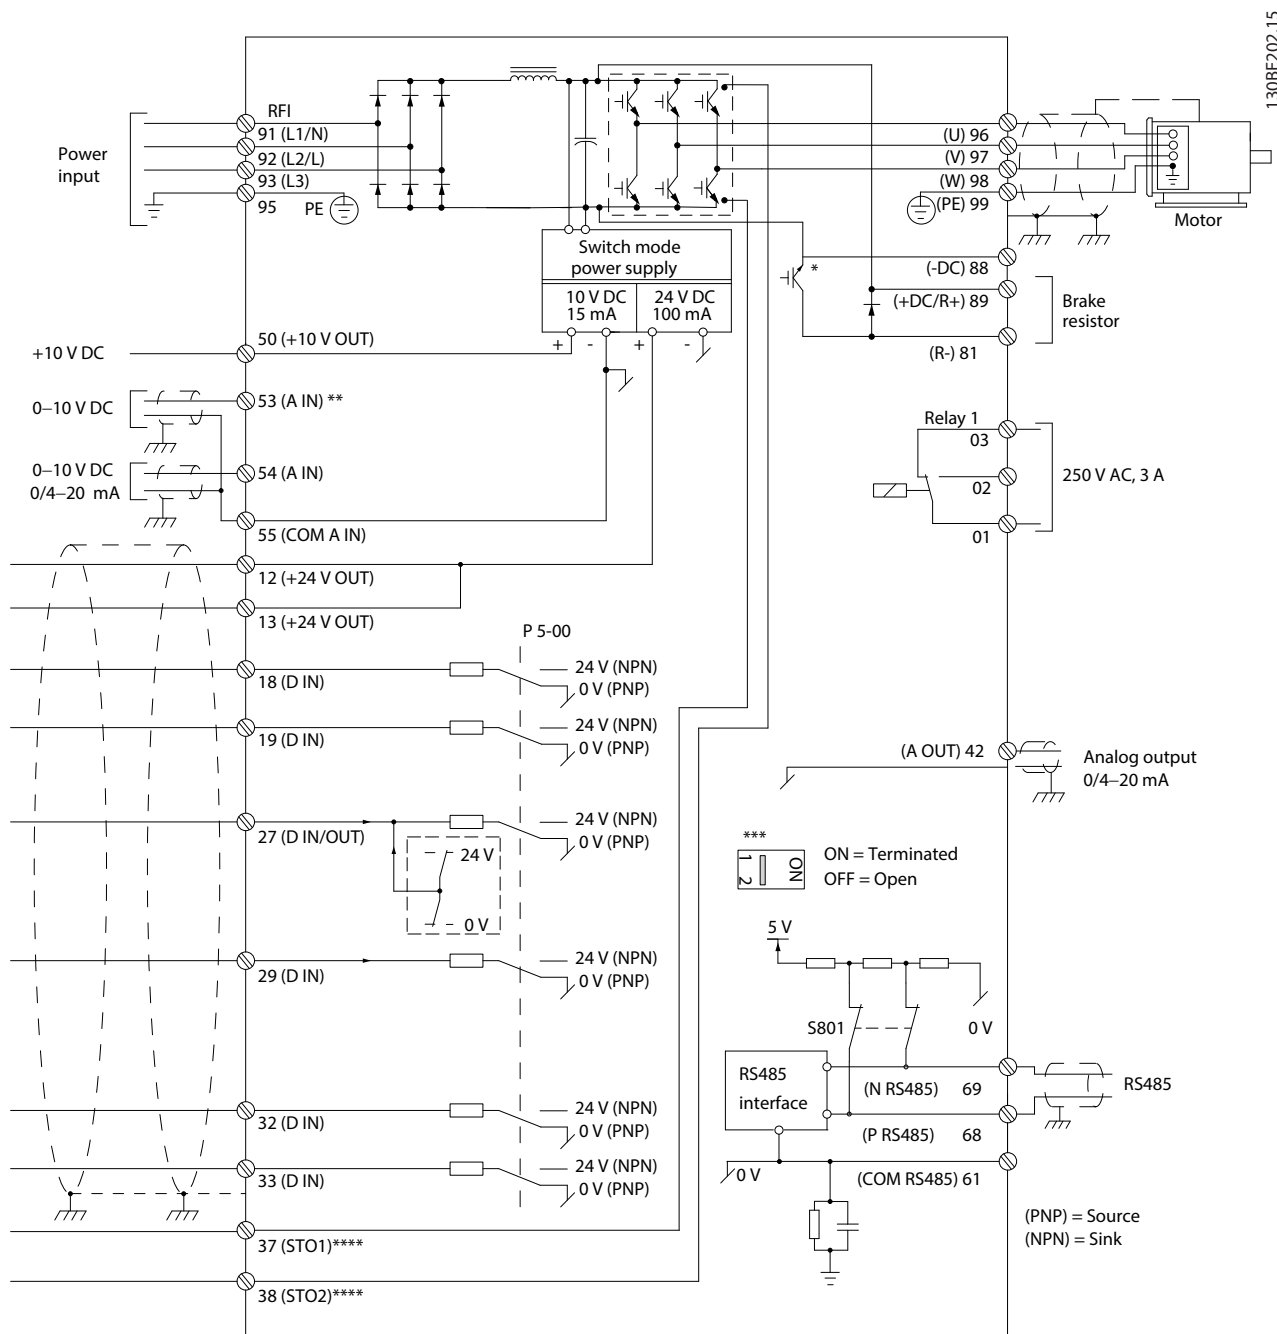 130BE202.15
RFI
91 (L1/N)
92 (L2/L)
93 (L3)
95
PE
Power
input
(U) 96
(V) 97
(W) 98
(PE) 99
Motor
Switch mode
power supply
10 V DC
15 mA
24 V DC
100 mA
+ - + -
*
(-DC) 88
(+DC/R+) 89
(R-) 81
Brake
resistor
50 (+10 V OUT)
+10 V DC
53 (A IN) **
0–10 V DC
54 (A IN)
0–10 V DC
0/4–20 mA
55 (COM A IN)
12 (+24 V OUT)
13 (+24 V OUT)
Relay 1
03
02
01
250 V AC, 3 A
P 5-00
18 (D IN)
24 V (NPN)
0 V (PNP)
19 (D IN)
24 V (NPN)
0 V (PNP)
27 (D IN/OUT)
24 V (NPN)
0 V (PNP)
24 V
0 V
29 (D IN)
24 V (NPN)
0 V (PNP)
32 (D IN)
24 V (NPN)
0 V (PNP)
33 (D IN)
24 V (NPN)
0 V (PNP)
37 (STO1)****
38 (STO2)****
(A OUT) 42
Analog output
0/4–20 mA
***
1 2
ON
ON = Terminated
OFF = Open
5 V
S801
0 V
RS485
interface
(N RS485) 69
(P RS485) 68
RS485
0 V
(COM RS485) 61
(PNP) = Source
(NPN) = Sink